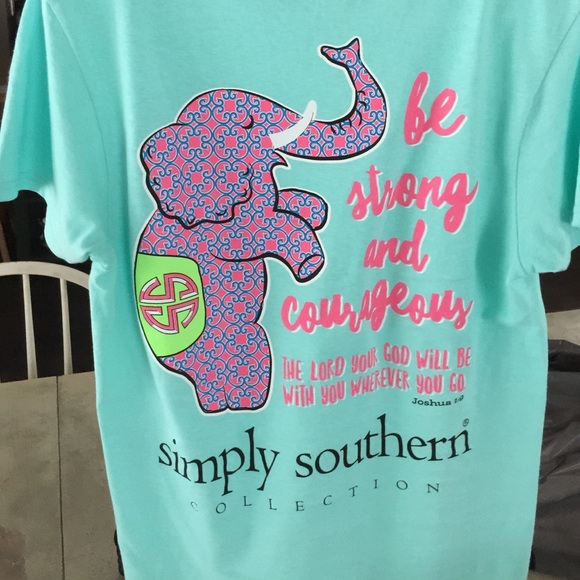 be
strong
and
courageous
THE LORD YOUR GOD WILL BE
WITH YOU WHEREVER YOU GO.
Joshua 1:9
SS
simply southern®
COLLECTION